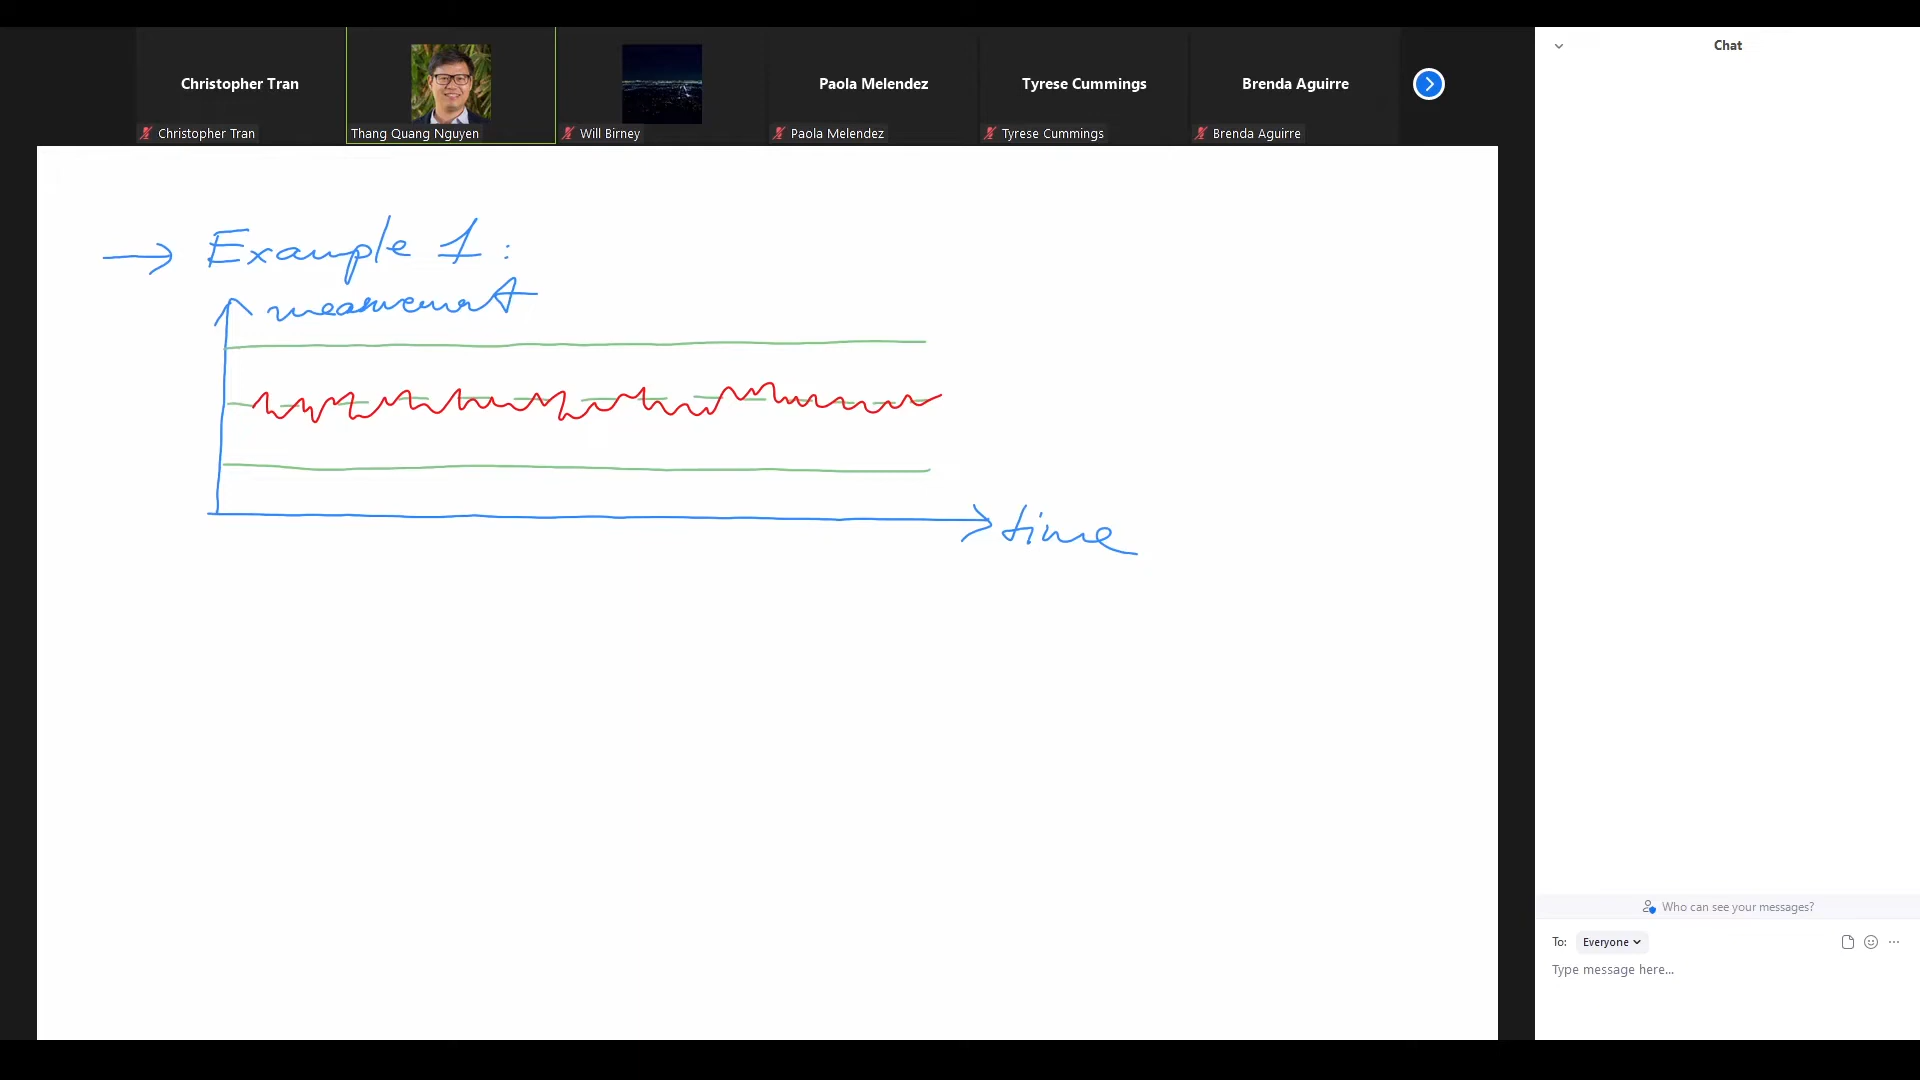 Chat
Christopher Tran
Paola Melendez
Tyrese Cummings
Brenda Aguirre
Christopher Tran
Thang Quang Nguyen
Will Birney
Paola Melendez
Tyrese Cummings
Brenda Aguirre
→ Example 1:
measurement
time
Who can see your messages?
To: Everyone
Type message here...